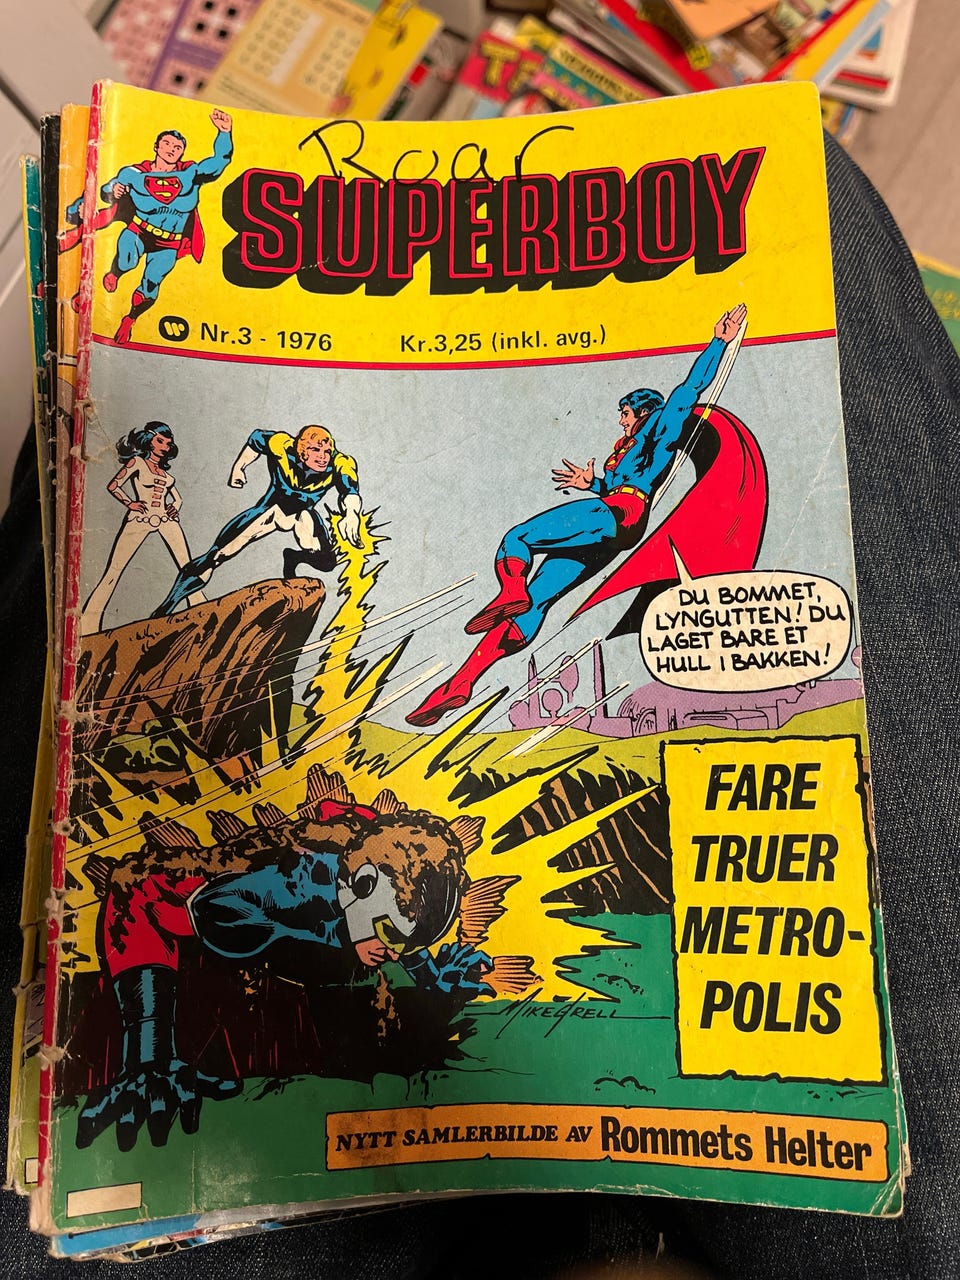 Roar
SUPERBOY
Nr.3 - 1976 Kr.3,25 (inkl. avg.)
DU BOMMET,
LYNGUTTEN! DU
LAGET BARE ET
HULL I BAKKEN!
FARE
TRUER
METRO-
POLIS
MIKE GRELL
NYTT SAMLERBILDE AV Rommets Helter